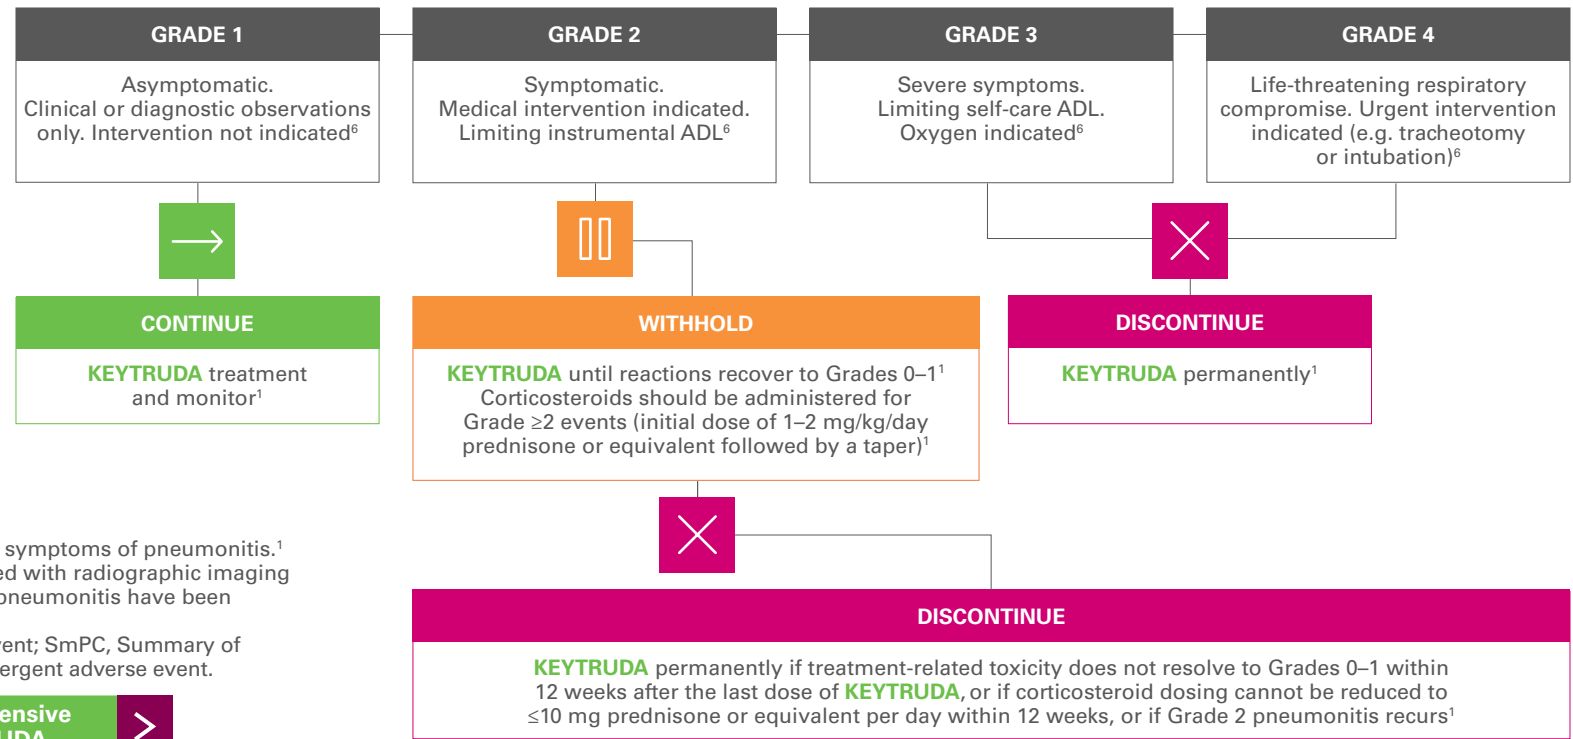 GRADE 1
Asymptomatic.
Clinical or diagnostic observations
only. Intervention not indicated⁶
GRADE 2
Symptomatic.
Medical intervention indicated.
Limiting instrumental ADL⁶
GRADE 3
Severe symptoms.
Limiting self-care ADL.
Oxygen indicated⁶
GRADE 4
Life-threatening respiratory
compromise. Urgent intervention
indicated (e.g. tracheotomy
or intubation)⁶
CONTINUE
KEYTRUDA treatment
and monitor¹
WITHHOLD
KEYTRUDA until reactions recover to Grades 0–1¹
Corticosteroids should be administered for
Grade ≥2 events (initial dose of 1–2 mg/kg/day
prednisone or equivalent followed by a taper)¹
DISCONTINUE
KEYTRUDA permanently¹
symptoms of pneumonitis.¹
ed with radiographic imaging
pneumonitis have been
vent; SmPC, Summary of
ergent adverse event.
ensive
DISCONTINUE
KEYTRUDA permanently if treatment-related toxicity does not resolve to Grades 0–1 within
12 weeks after the last dose of KEYTRUDA, or if corticosteroid dosing cannot be reduced to
≤10 mg prednisone or equivalent per day within 12 weeks, or if Grade 2 pneumonitis recurs¹